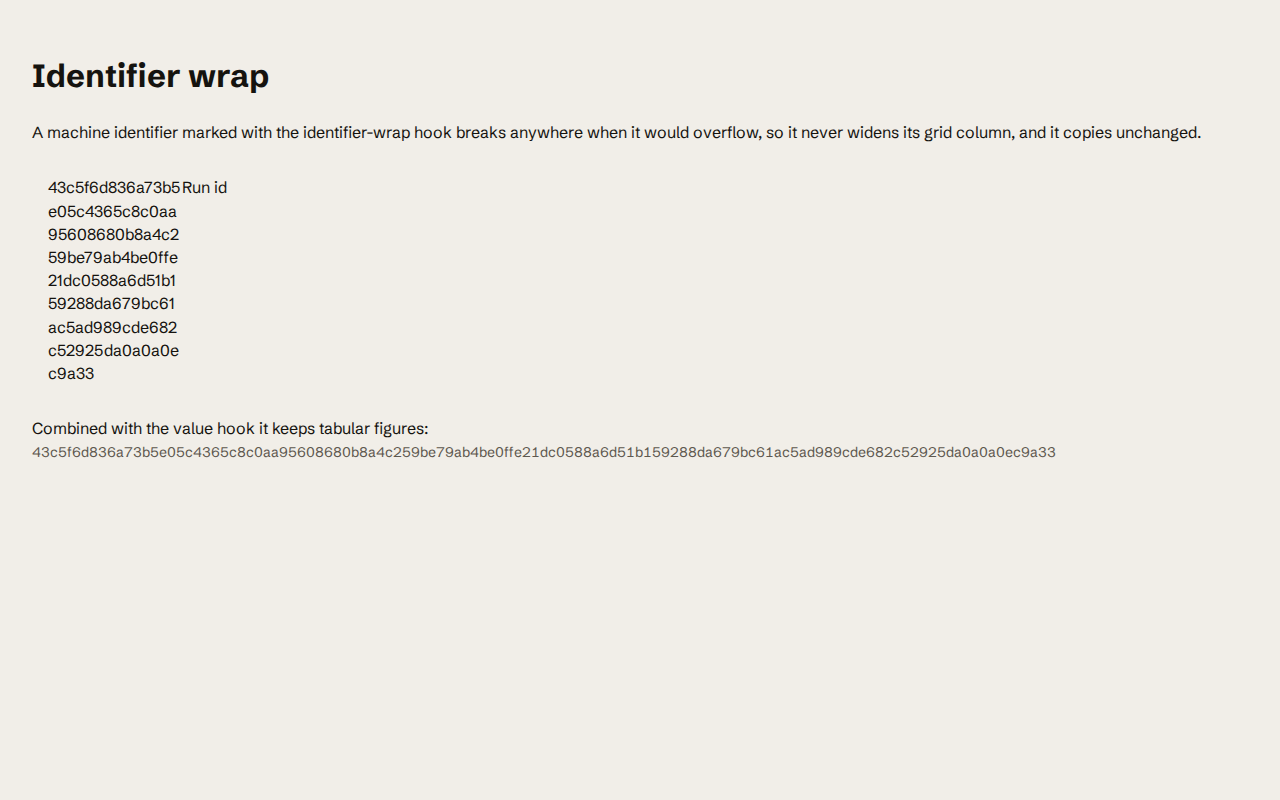 Identifier wrap
A machine identifier marked with the identifier-wrap hook breaks anywhere when it would overflow, so it never widens its grid column, and it copies unchanged.
43c5f6d836a73b5 Run id
e05c4365c8c0aa
95608680b8a4c2
59be79ab4be0ffe
21dc0588a6d51b1
59288da679bc61
ac5ad989cde682
c52925da0a0a0e
c9a33
Combined with the value hook it keeps tabular figures:
43c5f6d836a73b5e05c4365c8c0aa95608680b8a4c259be79ab4be0ffe21dc0588a6d51b159288da679bc61ac5ad989cde682c52925da0a0a0ec9a33